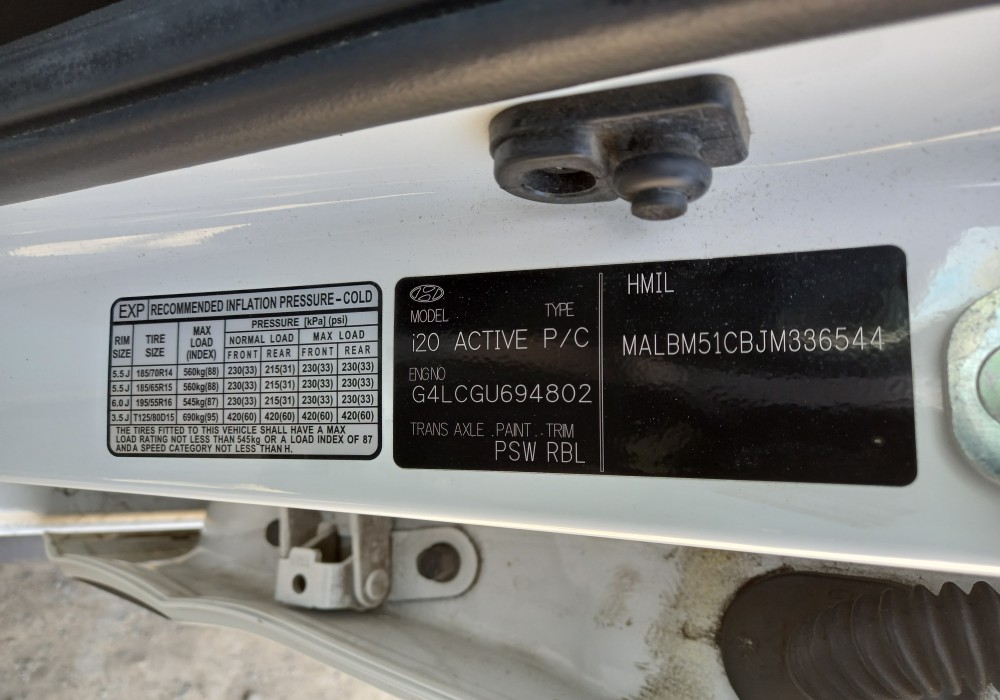 EXP RECOMMENDED INFLATION PRESSURE - COLD
RIM SIZE TIRE SIZE MAX LOAD (INDEX) PRESSURE [kPa] (psi)
NORMAL LOAD MAX LOAD
FRONT REAR FRONT REAR
5.5 J 185/70R14 560kg(88) 230(33) 215(31) 230(33) 230(33)
5.5 J 185/65R15 560kg(88) 230(33) 215(31) 230(33) 230(33)
6.0 J 195/55R16 545kg(87) 230(33) 215(31) 230(33) 230(33)
3.5 J T125/80D15 690kg(95) 420(60) 420(60) 420(60) 420(60)
THE TIRES FITTED TO THIS VEHICLE SHALL HAVE A MAX
LOAD RATING NOT LESS THAN 545kg OR A LOAD INDEX OF 87
AND A SPEED CATEGORY NOT LESS THAN H.
MODEL TYPE
i20 ACTIVE P/C
ENG NO
G4LCGU694802
TRANS AXLE . PAINT . . TRIM
PSW RBL
HMIL
MALBM51CBJM336544